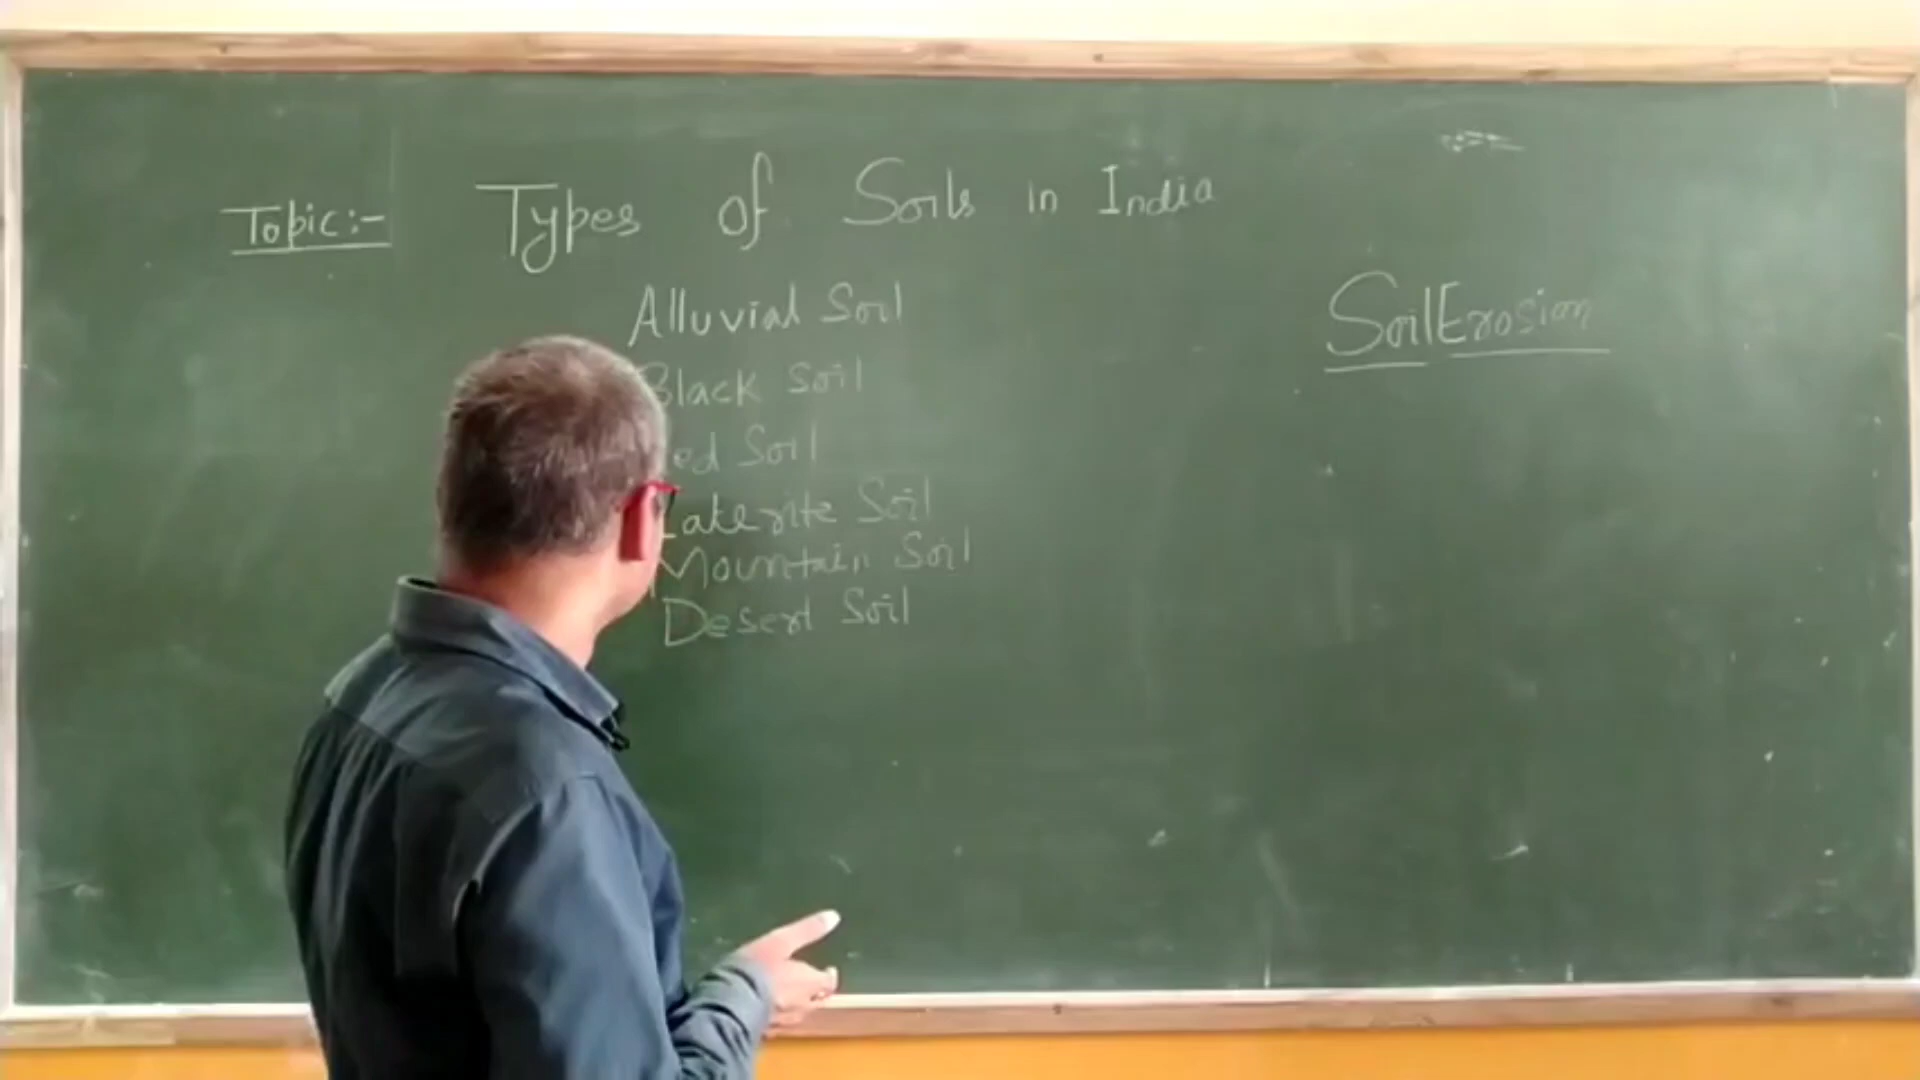 Topic:- Types of Soils in India
Alluvial Soil
Black Soil
ed Soil
Laterite Soil
Mountain Soil
Desert Soil
Soil Erosion